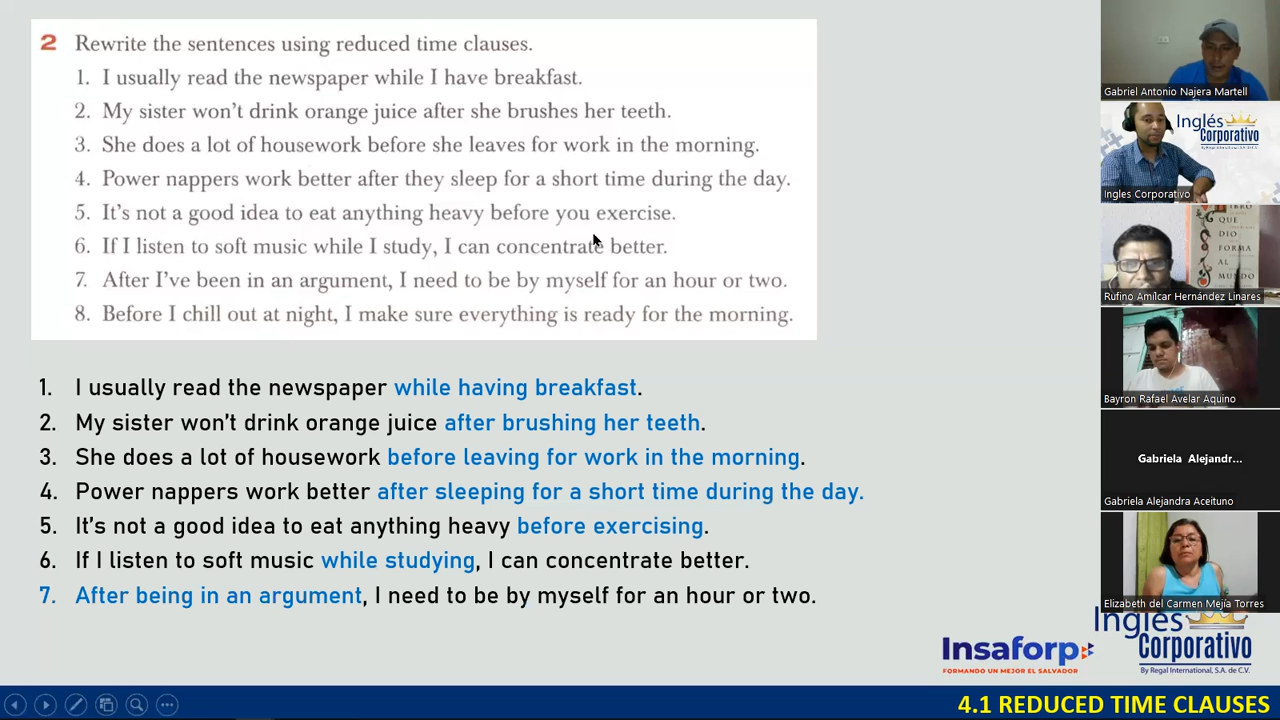 2 Rewrite the sentences using reduced time clauses.
1. I usually read the newspaper while I have breakfast.
2. My sister won't drink orange juice after she brushes her teeth.
3. She does a lot of housework before she leaves for work in the morning.
4. Power nappers work better after they sleep for a short time during the day.
5. It's not a good idea to eat anything heavy before you exercise.
6. If I listen to soft music while I study, I can concentrate better.
7. After I've been in an argument, I need to be by myself for an hour or two.
8. Before I chill out at night, I make sure everything is ready for the morning.
1. I usually read the newspaper while having breakfast.
2. My sister won't drink orange juice after brushing her teeth.
3. She does a lot of housework before leaving for work in the morning.
4. Power nappers work better after sleeping for a short time during the day.
5. It's not a good idea to eat anything heavy before exercising.
6. If I listen to soft music while studying, I can concentrate better.
7. After being in an argument, I need to be by myself for an hour or two.
Gabriel Antonio Najera Martell
Inglés
Corporativo
Ingles Corporativo
LIBRO
QUE
DIO
FORMA
AL
MUNDO
Rufino Amílcar Hernández Linares
Bayron Rafael Avelar Aquino
Gabriela Alejandr...
Gabriela Alejandra Aceituno
Elizabeth del Carmen Mejía Torres
Insaforp
FORMANDO UN MEJOR EL SALVADOR
Inglés
Corporativo
By Regal International, S.A. de C.V.
4.1 REDUCED TIME CLAUSES